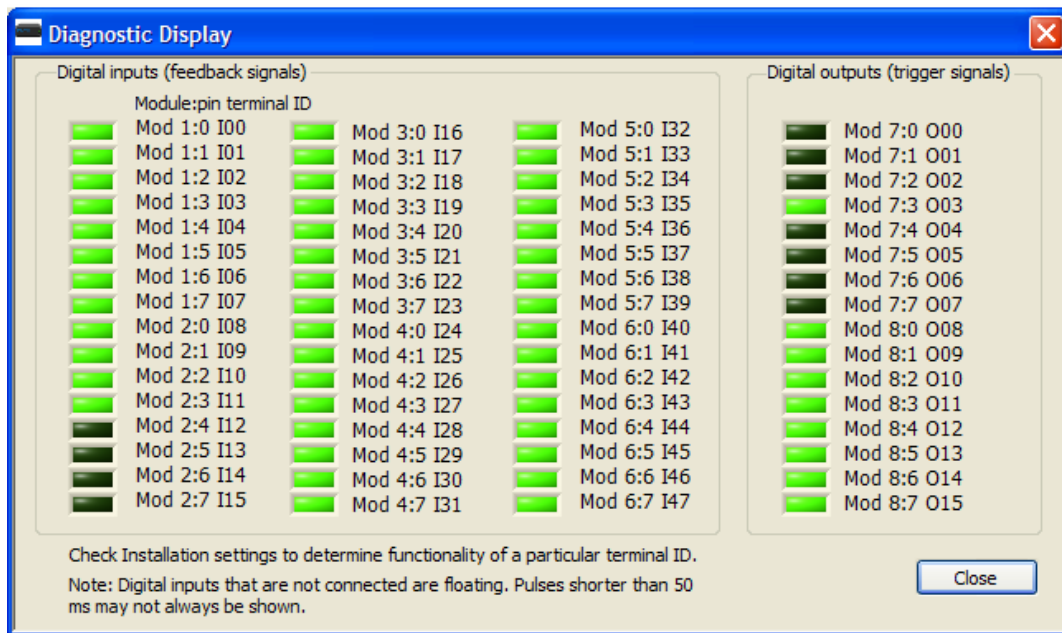 Diagnostic Display
Digital inputs (feedback signals)
Module:pin terminal ID
Mod 1:0 I00
Mod 1:1 I01
Mod 1:2 I02
Mod 1:3 I03
Mod 1:4 I04
Mod 1:5 I05
Mod 1:6 I06
Mod 1:7 I07
Mod 2:0 I08
Mod 2:1 I09
Mod 2:2 I10
Mod 2:3 I11
Mod 2:4 I12
Mod 2:5 I13
Mod 2:6 I14
Mod 2:7 I15
Mod 3:0 I16
Mod 3:1 I17
Mod 3:2 I18
Mod 3:3 I19
Mod 3:4 I20
Mod 3:5 I21
Mod 3:6 I22
Mod 3:7 I23
Mod 4:0 I24
Mod 4:1 I25
Mod 4:2 I26
Mod 4:3 I27
Mod 4:4 I28
Mod 4:5 I29
Mod 4:6 I30
Mod 4:7 I31
Mod 5:0 I32
Mod 5:1 I33
Mod 5:2 I34
Mod 5:3 I35
Mod 5:4 I36
Mod 5:5 I37
Mod 5:6 I38
Mod 5:7 I39
Mod 6:0 I40
Mod 6:1 I41
Mod 6:2 I42
Mod 6:3 I43
Mod 6:4 I44
Mod 6:5 I45
Mod 6:6 I46
Mod 6:7 I47
Digital outputs (trigger signals)
Mod 7:0 O00
Mod 7:1 O01
Mod 7:2 O02
Mod 7:3 O03
Mod 7:4 O04
Mod 7:5 O05
Mod 7:6 O06
Mod 7:7 O07
Mod 8:0 O08
Mod 8:1 O09
Mod 8:2 O10
Mod 8:3 O11
Mod 8:4 O12
Mod 8:5 O13
Mod 8:6 O14
Mod 8:7 O15
Check Installation settings to determine functionality of a particular terminal ID.
Note: Digital inputs that are not connected are floating. Pulses shorter than 50
ms may not always be shown.
Close